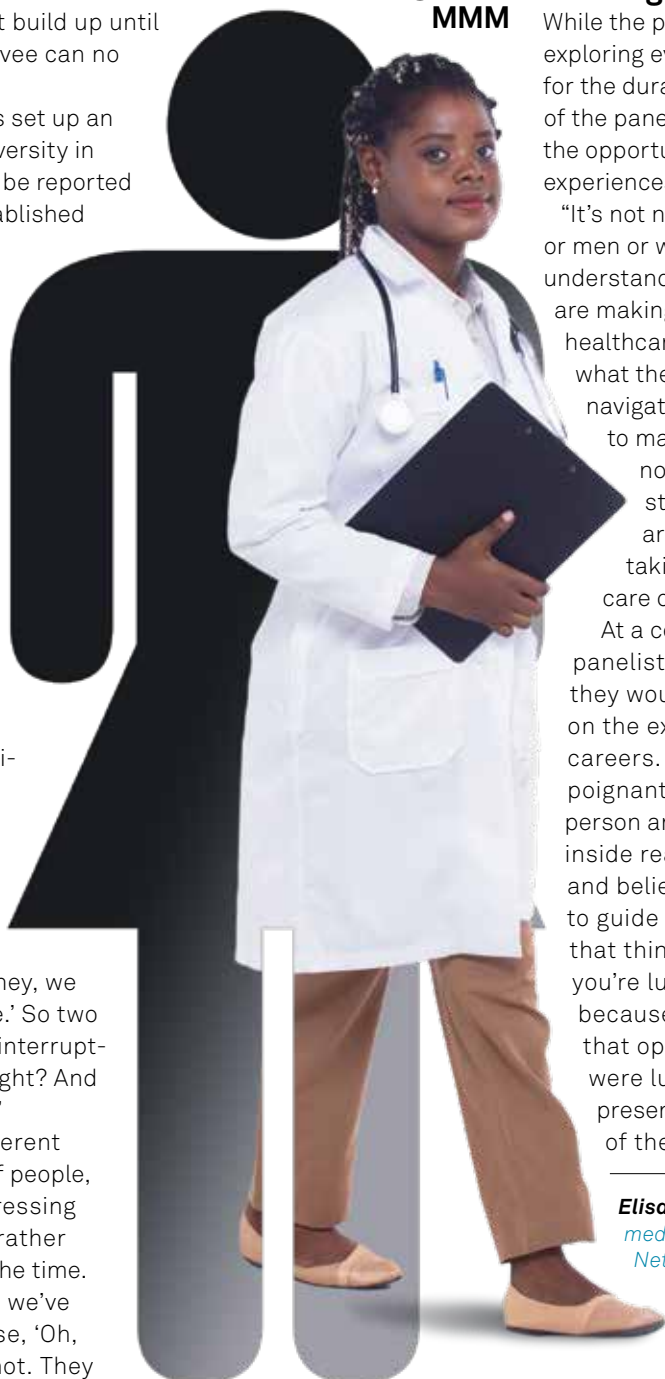 t build up until
vee can no
s set up an
versity in
be reported
ablished
i-
ney, we
e.’ So two
interrupt-
ght? And
erent
f people,
ressing
rather
he time.
we’ve
se, ‘Oh,
not. They
MMM
While the p
exploring ev
for the dura
of the pane
the opportu
experience
“It’s not n
or men or w
understand
are making
healthcar
what the
navigat
to ma
no
st
ar
taki
care o
At a co
panelist
they wou
on the ex
careers.
poignant
person ar
inside rea
and belie
to guide
that thin
you’re lu
because
that op
were lu
preser
of the
Elisa
med
Net